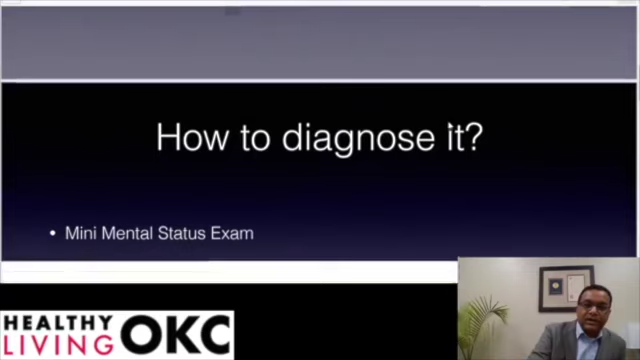 How to diagnose it?
• Mini Mental Status Exam
HEALTHY
LIVING OKC